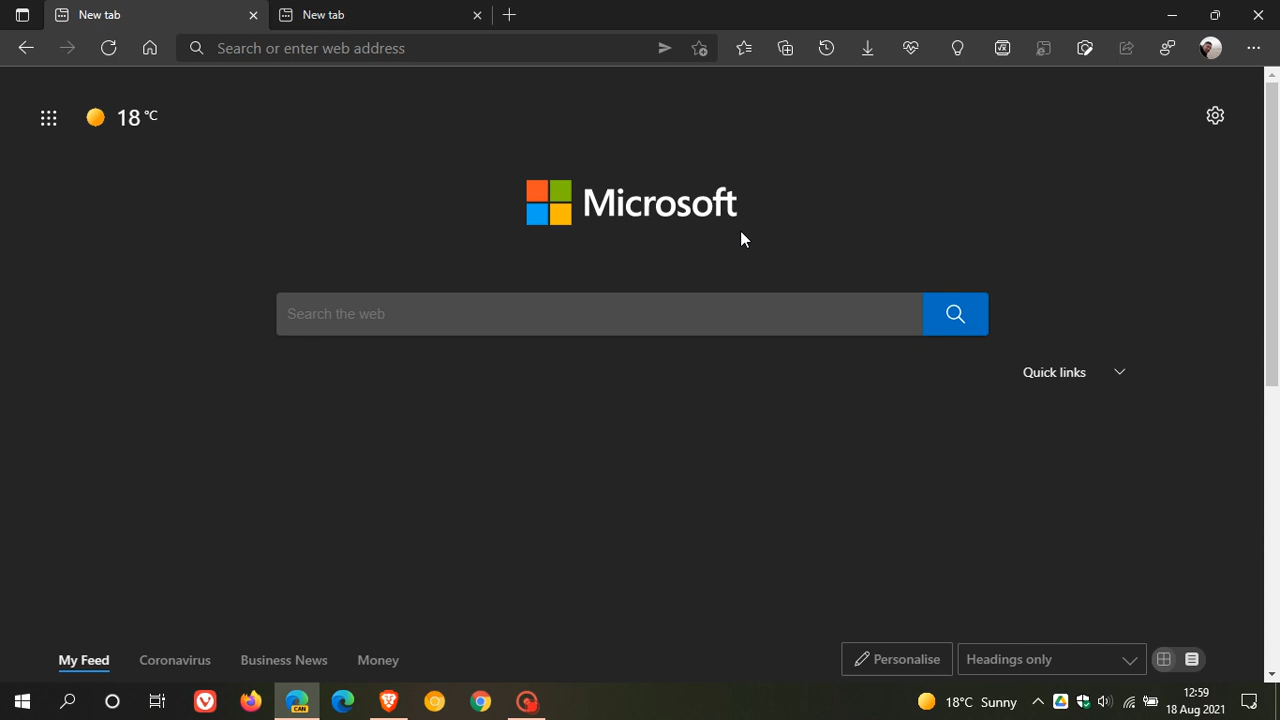 New tab
New tab
Search or enter web address
18 °C
Microsoft
Search the web
Quick links
My Feed
Coronavirus
Business News
Money
Personalise
Headings only
CAN
18°C Sunny
12:59
18 Aug 2021